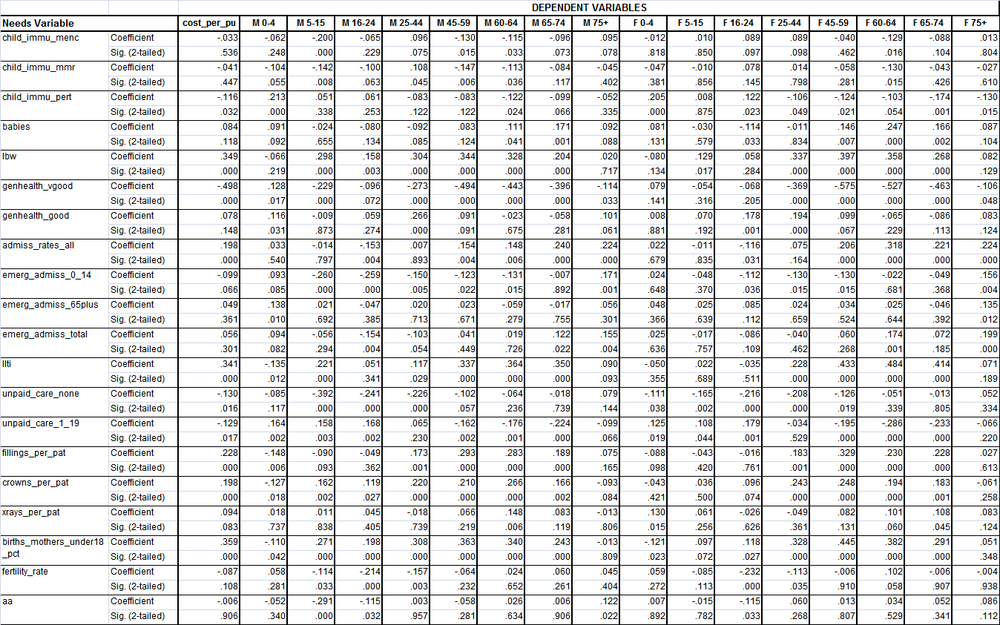 DEPENDENT VARIABLES
Needs Variable cost_per_pu M 0-4 M 5-15 M 16-24 M 25-44 M 45-59 M 60-64 M 65-74 M 75+ F 0-4 F 5-15 F 16-24 F 25-44 F 45-59 F 60-64 F 65-74 F 75+
child_immu_menc Coefficient -.033 -.062 -.200 -.065 .096 -.130 -.115 -.096 .095 -.012 .010 .089 .089 -.040 -.129 -.088 .013
Sig. (2-tailed) .536 .248 .000 .229 .075 .015 .033 .073 .078 .818 .850 .097 .098 .462 .016 .104 .804
child_immu_mmr Coefficient -.041 -.104 -.142 -.100 .108 -.147 -.113 -.084 -.045 -.047 -.010 .078 .014 -.058 -.130 -.043 -.027
Sig. (2-tailed) .447 .055 .008 .063 .045 .006 .036 .117 .402 .381 .856 .145 .798 .281 .015 .426 .610
child_immu_pert Coefficient -.116 .213 .051 .061 -.083 -.083 -.122 -.099 -.052 .205 .008 .122 -.106 -.124 -.103 -.174 -.130
Sig. (2-tailed) .032 .000 .338 .253 .122 .122 .024 .066 .335 .000 .875 .023 .049 .021 .054 .001 .015
babies Coefficient .084 .091 -.024 -.080 -.092 .083 .111 .171 .092 .081 -.030 -.114 -.011 .146 .247 .166 .087
Sig. (2-tailed) .118 .092 .655 .134 .085 .124 .041 .001 .088 .131 .579 .033 .834 .007 .000 .002 .104
lbw Coefficient .349 -.066 .298 .158 .304 .344 .328 .204 .020 -.080 .129 .058 .337 .397 .358 .268 .082
Sig. (2-tailed) .000 .219 .000 .003 .000 .000 .000 .000 .717 .134 .017 .284 .000 .000 .000 .000 .129
genhealth_vgood Coefficient -.498 .128 -.229 -.096 -.273 -.494 -.443 -.396 -.114 .079 -.054 -.068 -.369 -.575 -.527 -.463 -.106
Sig. (2-tailed) .000 .017 .000 .072 .000 .000 .000 .000 .033 .141 .316 .205 .000 .000 .000 .000 .048
genhealth_good Coefficient .078 .116 -.009 .059 .266 .091 -.023 -.058 .101 .008 .070 .178 .194 .099 -.065 -.086 .083
Sig. (2-tailed) .148 .031 .873 .274 .000 .091 .675 .281 .061 .881 .192 .001 .000 .067 .229 .113 .124
admiss_rates_all Coefficient .198 .033 -.014 -.153 .007 .154 .148 .240 .224 .022 -.011 -.116 .075 .206 .318 .221 .224
Sig. (2-tailed) .000 .540 .797 .004 .893 .004 .006 .000 .000 .679 .835 .031 .164 .000 .000 .000 .000
emerg_admiss_0_14 Coefficient -.099 .093 -.260 -.259 -.150 -.123 -.131 -.007 .171 .024 -.048 -.112 -.130 -.130 -.022 -.049 .156
Sig. (2-tailed) .066 .085 .000 .000 .005 .022 .015 .892 .001 .648 .370 .036 .015 .015 .681 .368 .004
emerg_admiss_65plus Coefficient .049 .138 .021 -.047 .020 .023 -.059 -.017 .056 .048 .025 .085 .024 .034 .025 -.046 .135
Sig. (2-tailed) .361 .010 .692 .385 .713 .671 .279 .755 .301 .366 .639 .112 .659 .524 .644 .392 .012
emerg_admiss_total Coefficient .056 .094 -.056 -.154 -.103 .041 .019 .122 .155 .025 -.017 -.086 -.040 .060 .174 .072 .199
Sig. (2-tailed) .301 .082 .294 .004 .054 .449 .726 .022 .004 .636 .757 .109 .462 .268 .001 .185 .000
llti Coefficient .341 -.135 .221 .051 .117 .337 .364 .350 .090 -.050 .022 -.035 .228 .433 .484 .414 .071
Sig. (2-tailed) .000 .012 .000 .341 .029 .000 .000 .000 .093 .355 .689 .511 .000 .000 .000 .000 .189
unpaid_care_none Coefficient -.130 -.085 -.392 -.241 -.226 -.102 -.064 -.018 .079 -.111 -.165 -.216 -.208 -.126 -.051 -.013 .052
Sig. (2-tailed) .016 .117 .000 .000 .000 .057 .236 .739 .144 .038 .002 .000 .000 .019 .339 .805 .334
unpaid_care_1_19 Coefficient -.129 .164 .158 .168 .065 -.162 -.176 -.224 -.099 .125 .108 .179 -.034 -.195 -.286 -.233 -.066
Sig. (2-tailed) .017 .002 .003 .002 .230 .002 .001 .000 .066 .019 .044 .001 .529 .000 .000 .000 .220
fillings_per_pat Coefficient .228 -.148 -.090 -.049 .173 .293 .283 .189 .075 -.088 -.043 -.016 .183 .329 .230 .228 .027
Sig. (2-tailed) .000 .006 .093 .362 .001 .000 .000 .000 .165 .098 .420 .761 .001 .000 .000 .000 .613
crowns_per_pat Coefficient .198 -.127 .162 .119 .220 .210 .266 .166 -.093 -.043 .036 .096 .243 .248 .194 .183 -.061
Sig. (2-tailed) .000 .018 .002 .027 .000 .000 .000 .002 .084 .421 .500 .074 .000 .000 .000 .001 .258
xrays_per_pat Coefficient .094 .018 .011 .045 -.018 .066 .148 .083 -.013 .130 .061 -.026 -.049 .082 .101 .108 .083
Sig. (2-tailed) .083 .737 .838 .405 .739 .219 .006 .119 .806 .015 .256 .626 .361 .131 .060 .045 .124
births_mothers_under18 Coefficient .359 -.110 .271 .198 .308 .363 .340 .243 -.013 -.121 .097 .118 .328 .445 .382 .291 .051
_pct Sig. (2-tailed) .000 .042 .000 .000 .000 .000 .000 .000 .809 .023 .072 .027 .000 .000 .000 .000 .348
fertility_rate Coefficient -.087 .058 -.114 -.214 -.157 -.064 .024 .060 .045 .059 -.085 -.232 -.113 -.006 .102 -.006 -.004
Sig. (2-tailed) .108 .281 .033 .000 .003 .232 .652 .261 .404 .272 .113 .000 .035 .910 .058 .907 .938
aa Coefficient -.006 -.052 -.291 -.115 .003 -.058 .026 .006 .122 .007 -.015 -.115 .060 .013 .034 .052 .086
Sig. (2-tailed) .906 .340 .000 .032 .957 .281 .634 .906 .022 .892 .782 .033 .268 .807 .529 .341 .112